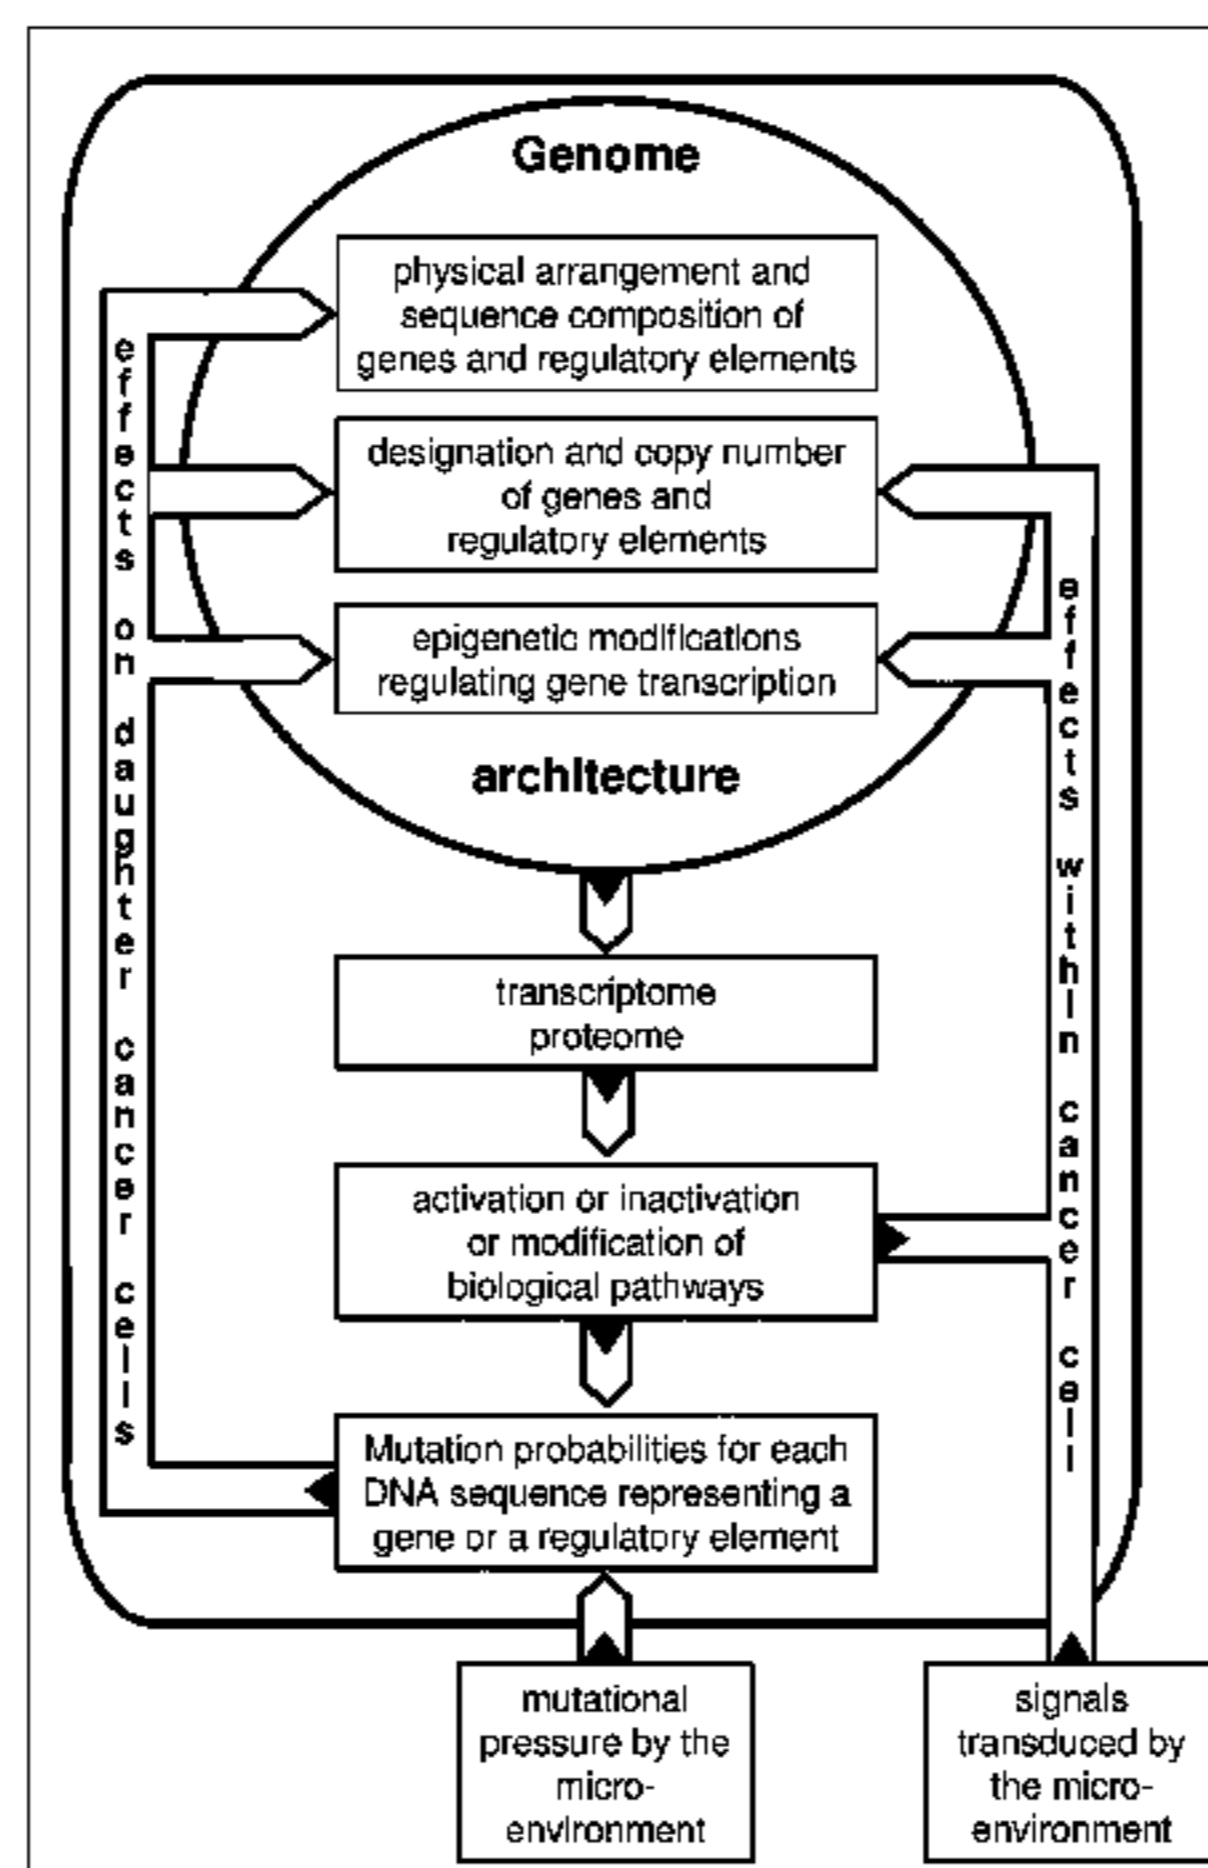 Genome
physical arrangement and
sequence composition of
genes and regulatory elements
designation and copy number
of genes and
regulatory elements
epigenetic modifications
regulating gene transcription
architecture
transcriptome
proteome
activation or inactivation
or modification of
biological pathways
Mutation probabilities for each
DNA sequence representing a
gene or a regulatory element
effects on daughter cancer cells
effects within cancer cell
mutational
pressure by the
micro-
environment
signals
transduced by
the micro-
environment